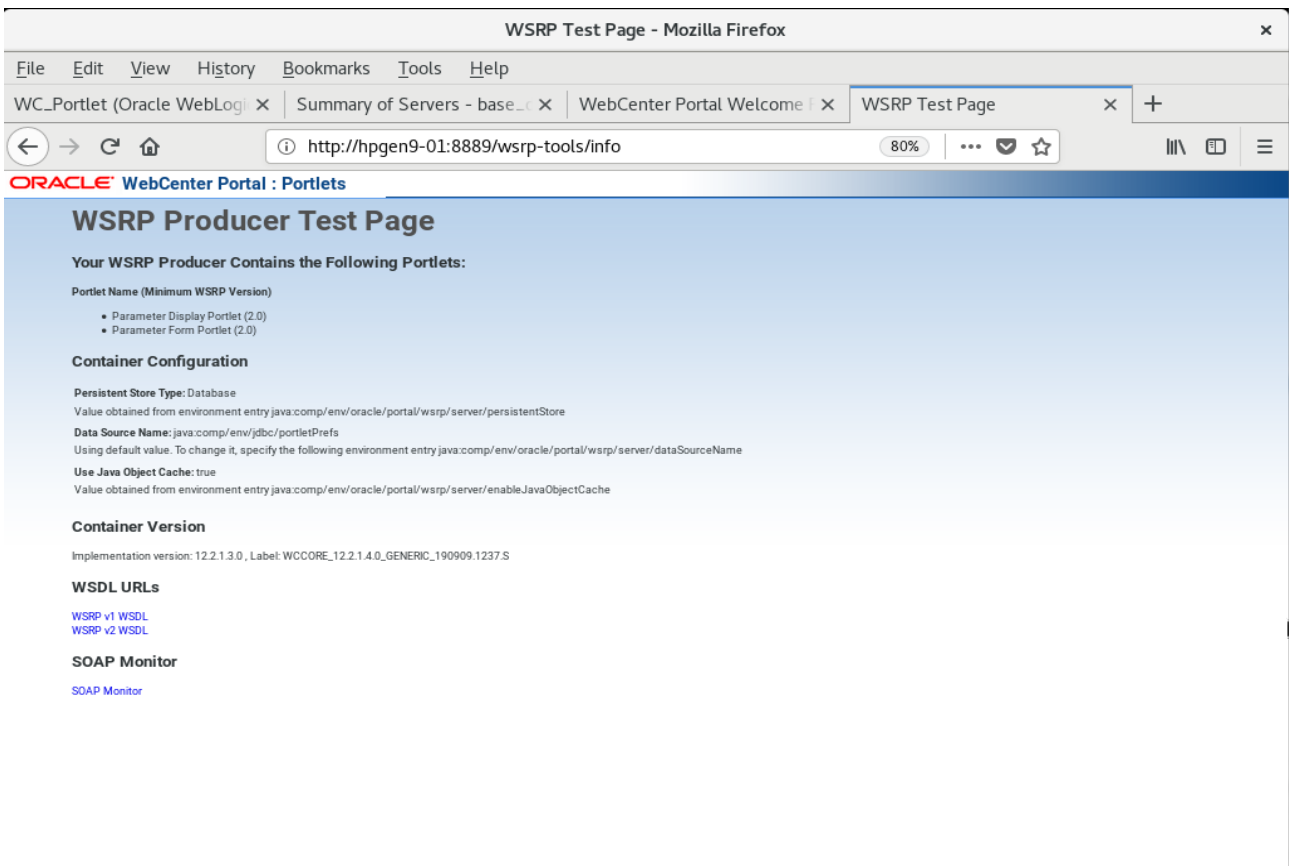 WSRP Test Page - Mozilla Firefox
File Edit View History Bookmarks Tools Help
WC_Portlet (Oracle WebLogi Summary of Servers - base_ WebCenter Portal Welcome WSRP Test Page
http://hpgen9-01:8889/wsrp-tools/info 80%
ORACLE WebCenter Portal : Portlets
WSRP Producer Test Page
Your WSRP Producer Contains the Following Portlets:
Portlet Name (Minimum WSRP Version)
Parameter Display Portlet (2.0)
Parameter Form Portlet (2.0)
Container Configuration
Persistent Store Type: Database
Value obtained from environment entry java:comp/env/oracle/portal/wsrp/server/persistentStore
Data Source Name: java:comp/env/jdbc/portletPrefs
Using default value. To change it, specify the following environment entry java:comp/env/oracle/portal/wsrp/server/dataSourceName
Use Java Object Cache: true
Value obtained from environment entry java:comp/env/oracle/portal/wsrp/server/enableJavaObjectCache
Container Version
Implementation version: 12.2.1.3.0 , Label: WCCORE_12.2.1.4.0_GENERIC_190909.1237.S
WSDL URLs
WSRP v1 WSDL
WSRP v2 WSDL
SOAP Monitor
SOAP Monitor